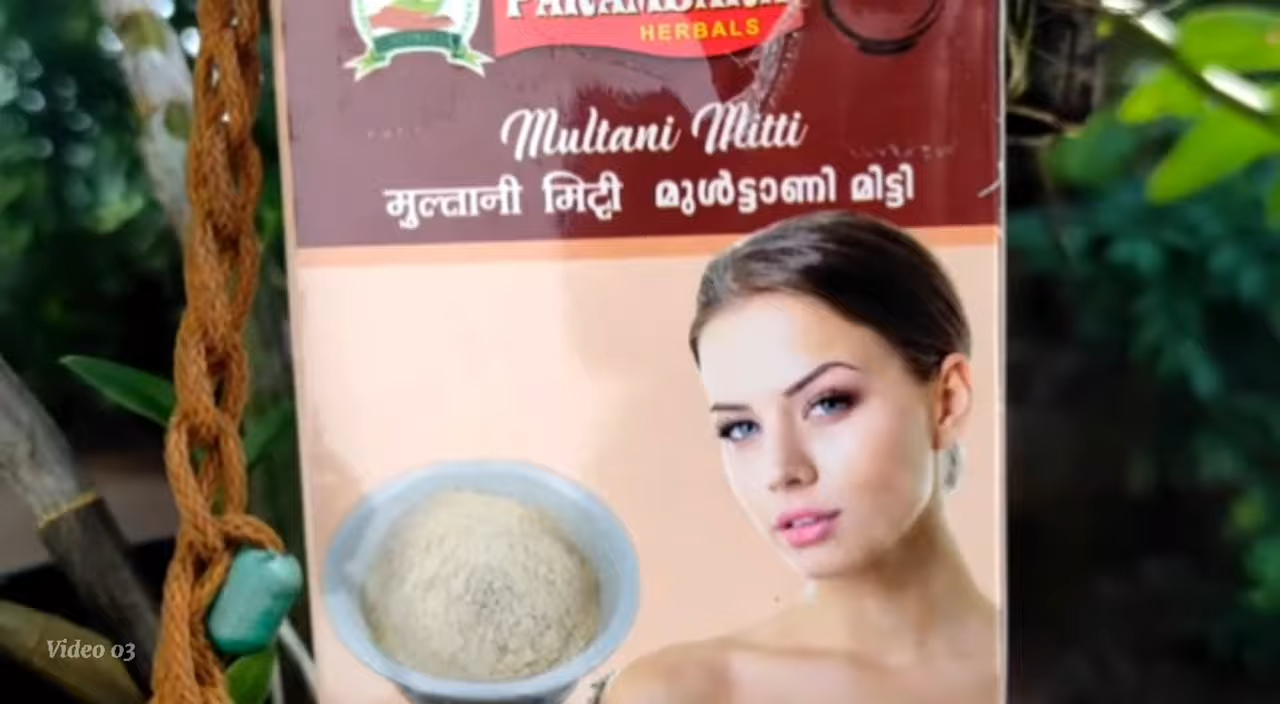 HERBALS
Multani Mitti
मुल्तानी मिट्टी മുൾട്ടാണി മിട്ടി
Video 03